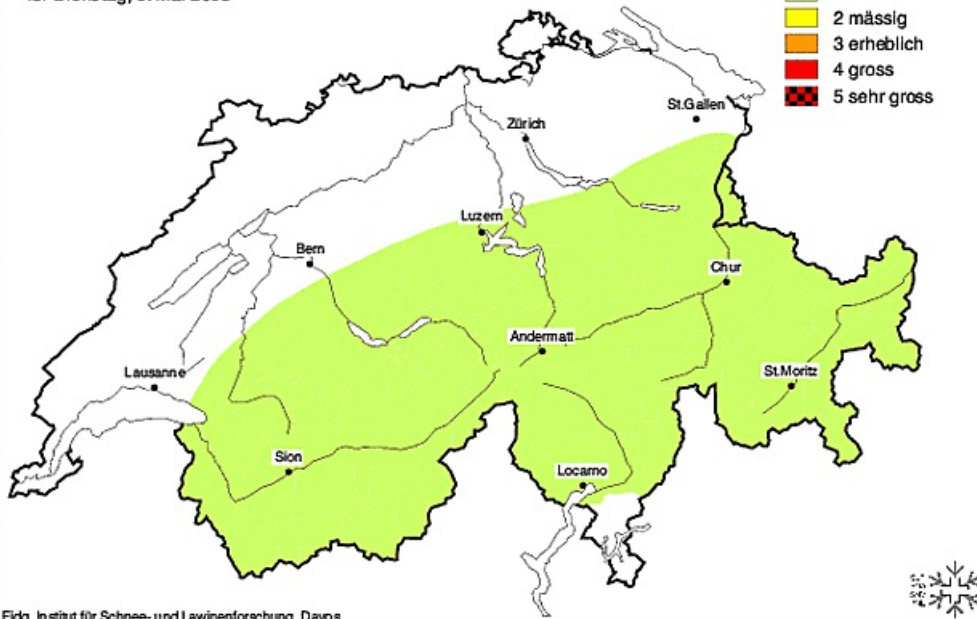 2 mässig
3 erheblich
4 gross
5 sehr gross
St.Gallen
Zürich
Luzern
Bern
Chur
Andermatt
Lausanne
St.Moritz
Sion
Locarno
Eidg. Institut für Schnee- und Lawinenforschung, Davos